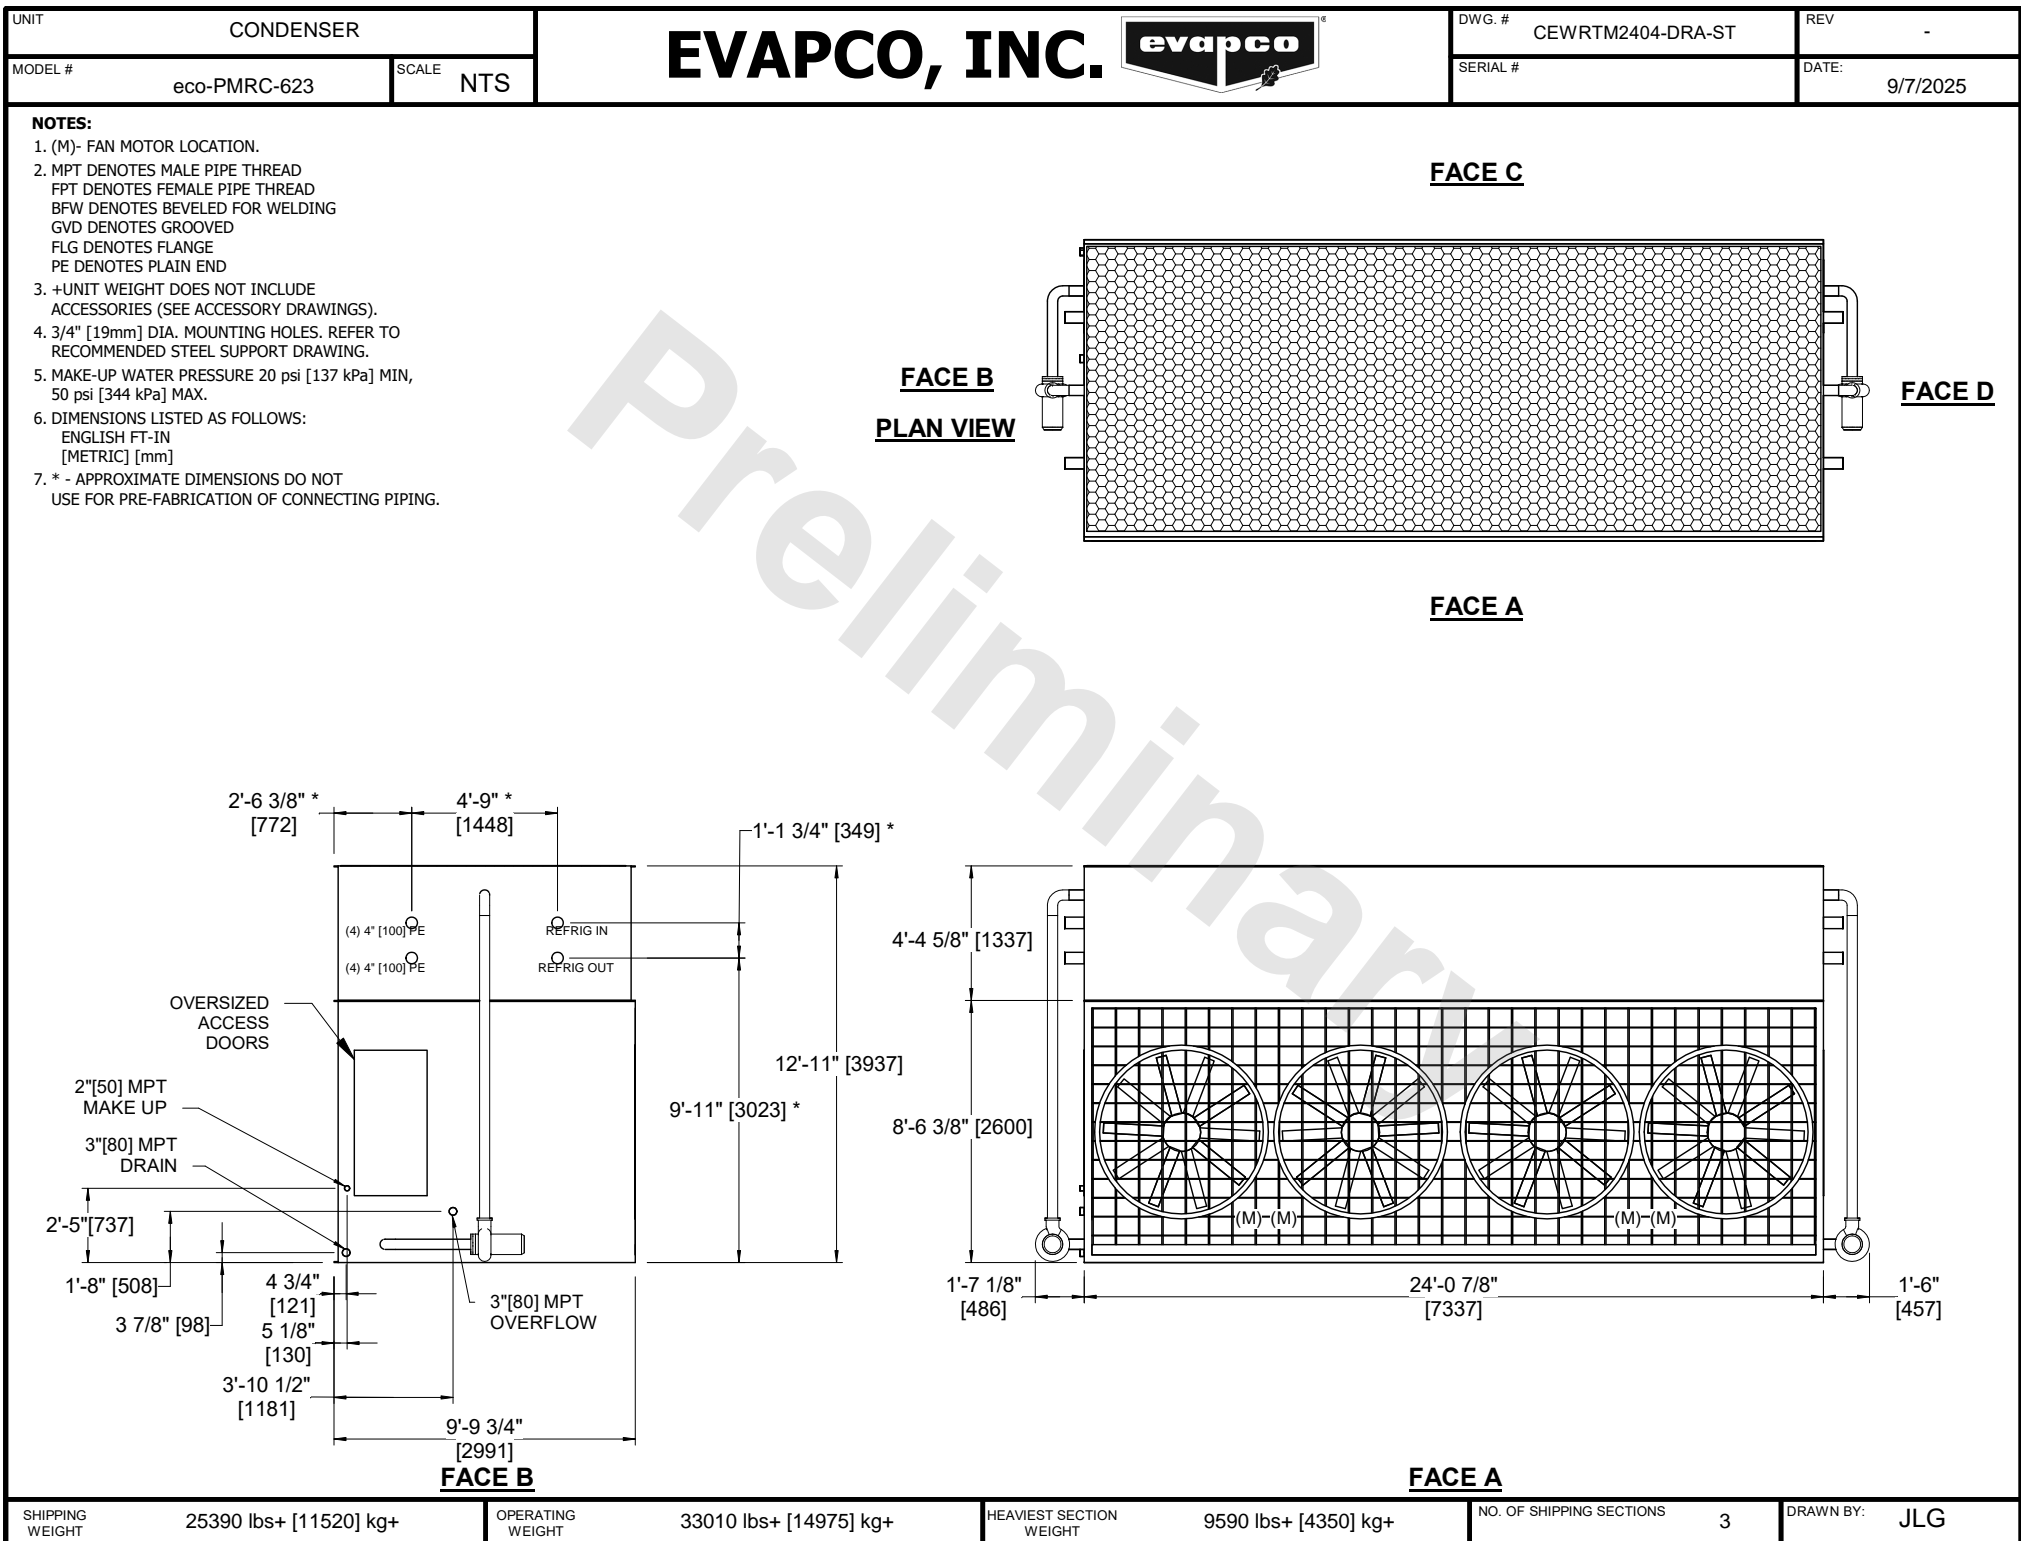 UNIT
CONDENSER
MODEL #
eco-PMRC-623
SCALE
NTS
EVAPCO, INC.
evapco
®
DWG. #
CEWRTM2404-DRA-ST
REV
-
SERIAL #
DATE:
9/7/2025
NOTES:
1. (M)- FAN MOTOR LOCATION.
2. MPT DENOTES MALE PIPE THREAD
FPT DENOTES FEMALE PIPE THREAD
BFW DENOTES BEVELED FOR WELDING
GVD DENOTES GROOVED
FLG DENOTES FLANGE
PE DENOTES PLAIN END
3. +UNIT WEIGHT DOES NOT INCLUDE
ACCESSORIES (SEE ACCESSORY DRAWINGS).
4. 3/4" [19mm] DIA. MOUNTING HOLES. REFER TO
RECOMMENDED STEEL SUPPORT DRAWING.
5. MAKE-UP WATER PRESSURE 20 psi [137 kPa] MIN,
50 psi [344 kPa] MAX.
6. DIMENSIONS LISTED AS FOLLOWS:
ENGLISH FT-IN
[METRIC] [mm]
7. * - APPROXIMATE DIMENSIONS DO NOT
USE FOR PRE-FABRICATION OF CONNECTING PIPING.
FACE C
FACE B
PLAN VIEW
FACE D
FACE A
Preliminary
2'-6 3/8" *
[772]
4'-9" *
[1448]
1'-1 3/4" [349] *
(4) 4" [100] PE
REFRIG IN
(4) 4" [100] PE
REFRIG OUT
OVERSIZED
ACCESS
DOORS
2"[50] MPT
MAKE UP
3"[80] MPT
DRAIN
2'-5"[737]
1'-8" [508]
3 7/8" [98]
4 3/4"
[121]
5 1/8"
[130]
3'-10 1/2"
[1181]
9'-9 3/4"
[2991]
3"[80] MPT
OVERFLOW
12'-11" [3937]
9'-11" [3023] *
FACE B
4'-4 5/8" [1337]
8'-6 3/8" [2600]
(M) (M)
(M) (M)
1'-7 1/8"
[486]
24'-0 7/8"
[7337]
1'-6"
[457]
FACE A
SHIPPING
WEIGHT
25390 lbs+ [11520] kg+
OPERATING
WEIGHT
33010 lbs+ [14975] kg+
HEAVIEST SECTION
WEIGHT
9590 lbs+ [4350] kg+
NO. OF SHIPPING SECTIONS
3
DRAWN BY:
JLG